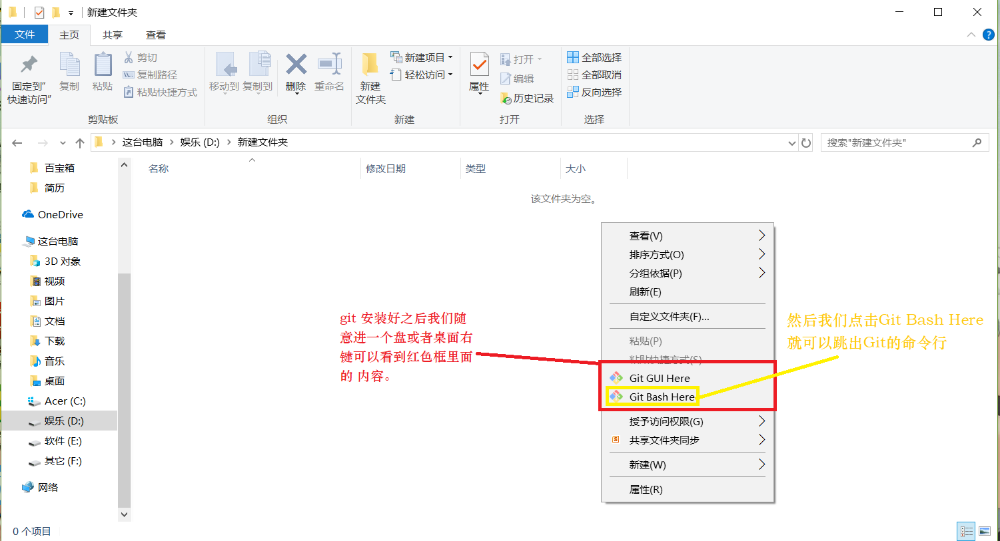 新建文件夹
文件 主页 共享 查看
固定到"快速访问"
复制
粘贴
剪切
复制路径
粘贴快捷方式
剪贴板
移动到
复制到
删除
重命名
组织
新建
文件夹
新建项目
轻松访问
新建
属性
打开
编辑
历史记录
打开
全部选择
全部取消
反向选择
选择
这台电脑 > 娱乐 (D:) > 新建文件夹
搜索"新建文件夹"
百宝箱
简历
OneDrive
这台电脑
3D 对象
视频
图片
文档
下载
音乐
桌面
Acer (C:)
娱乐 (D:)
软件 (E:)
其它 (F:)
网络
名称 修改日期 类型 大小
该文件夹为空。
git 安装好之后我们随
意进一个盘或者桌面右
键可以看到红色框里面
的 内容。
查看(V)
排序方式(O)
分组依据(P)
刷新(E)
自定义文件夹(F)...
粘贴(P)
粘贴快捷方式(S)
Git GUI Here
Git Bash Here
授予访问权限(G)
共享文件夹同步
新建(W)
属性(R)
然后我们点击Git Bash Here
就可以跳出Git的命令行
0 个项目